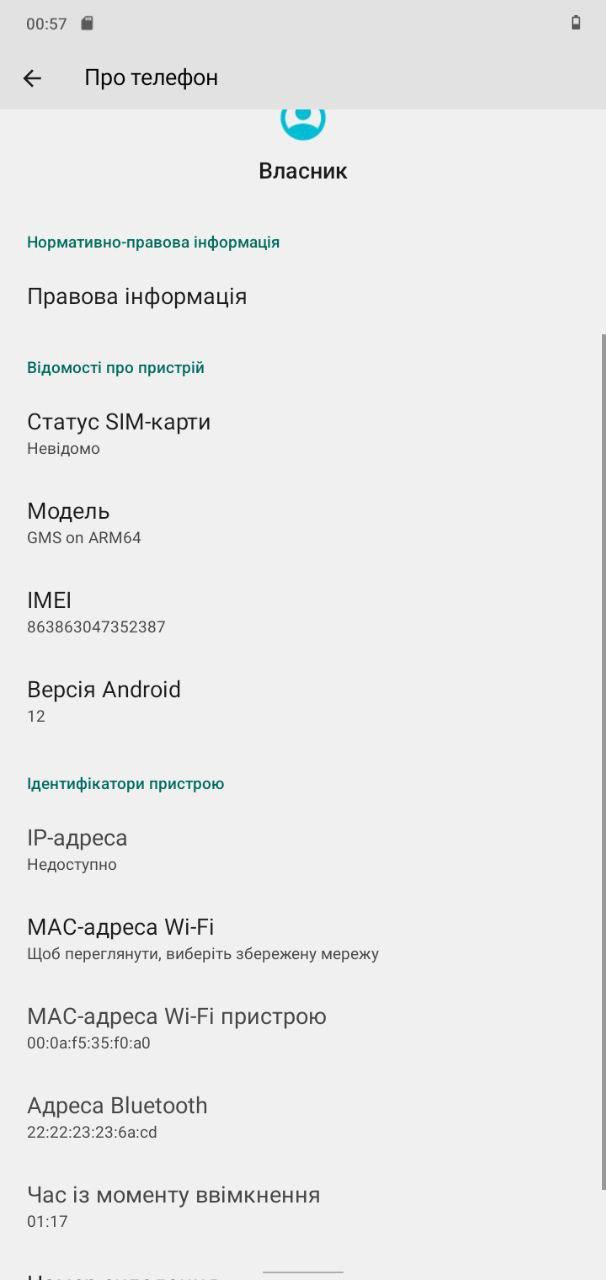 00:57
Про телефон
Власник
Нормативно-правова інформація
Правова інформація
Відомості про пристрій
Статус SIM-карти
Невідомо
Модель
GMS on ARM64
IMEI
863863047352387
Версія Android
12
Ідентифікатори пристрою
IP-адреса
Недоступно
MAC-адреса Wi-Fi
Щоб переглянути, виберіть збережену мережу
MAC-адреса Wi-Fi пристрою
00:0a:f5:35:f0:a0
Адреса Bluetooth
22:22:23:23:6a:cd
Час із моменту ввімкнення
01:17